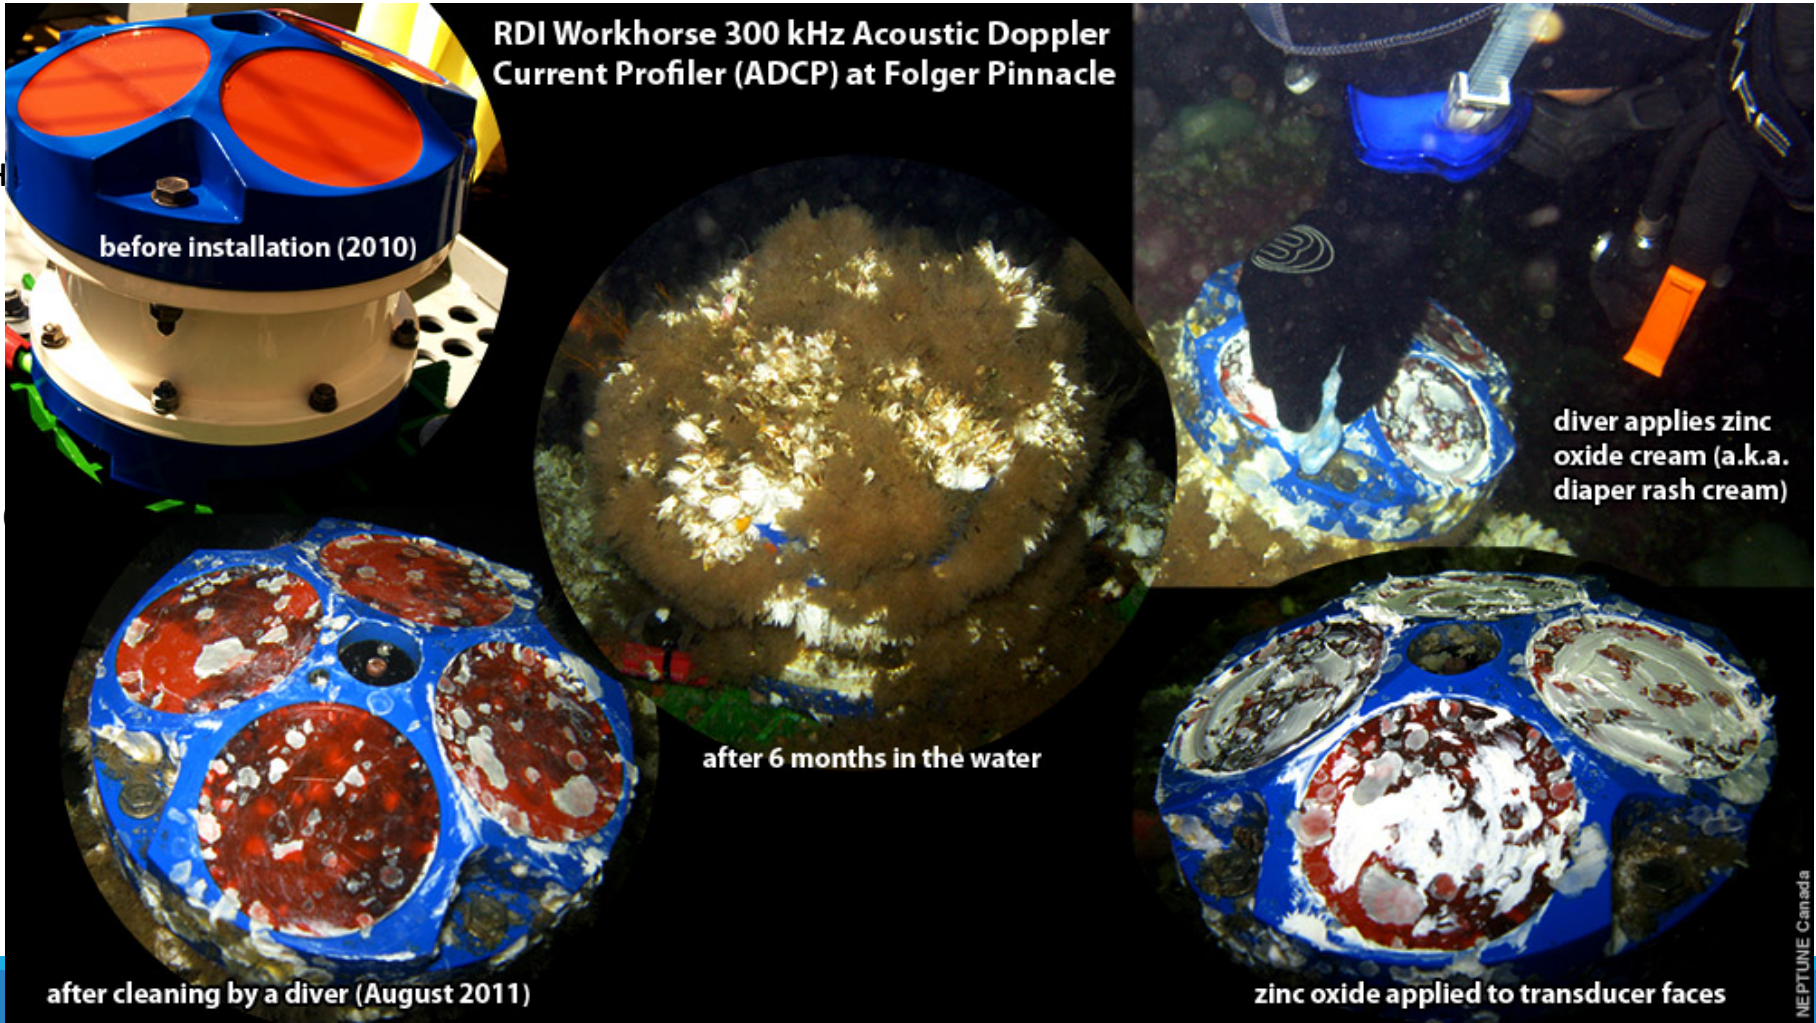 RDI Workhorse 300 kHz Acoustic Doppler
Current Profiler (ADCP) at Folger Pinnacle
before installation (2010)
diver applies zinc
oxide cream (a.k.a.
diaper rash cream)
after 6 months in the water
after cleaning by a diver (August 2011)
zinc oxide applied to transducer faces
NEPTUNE Canada